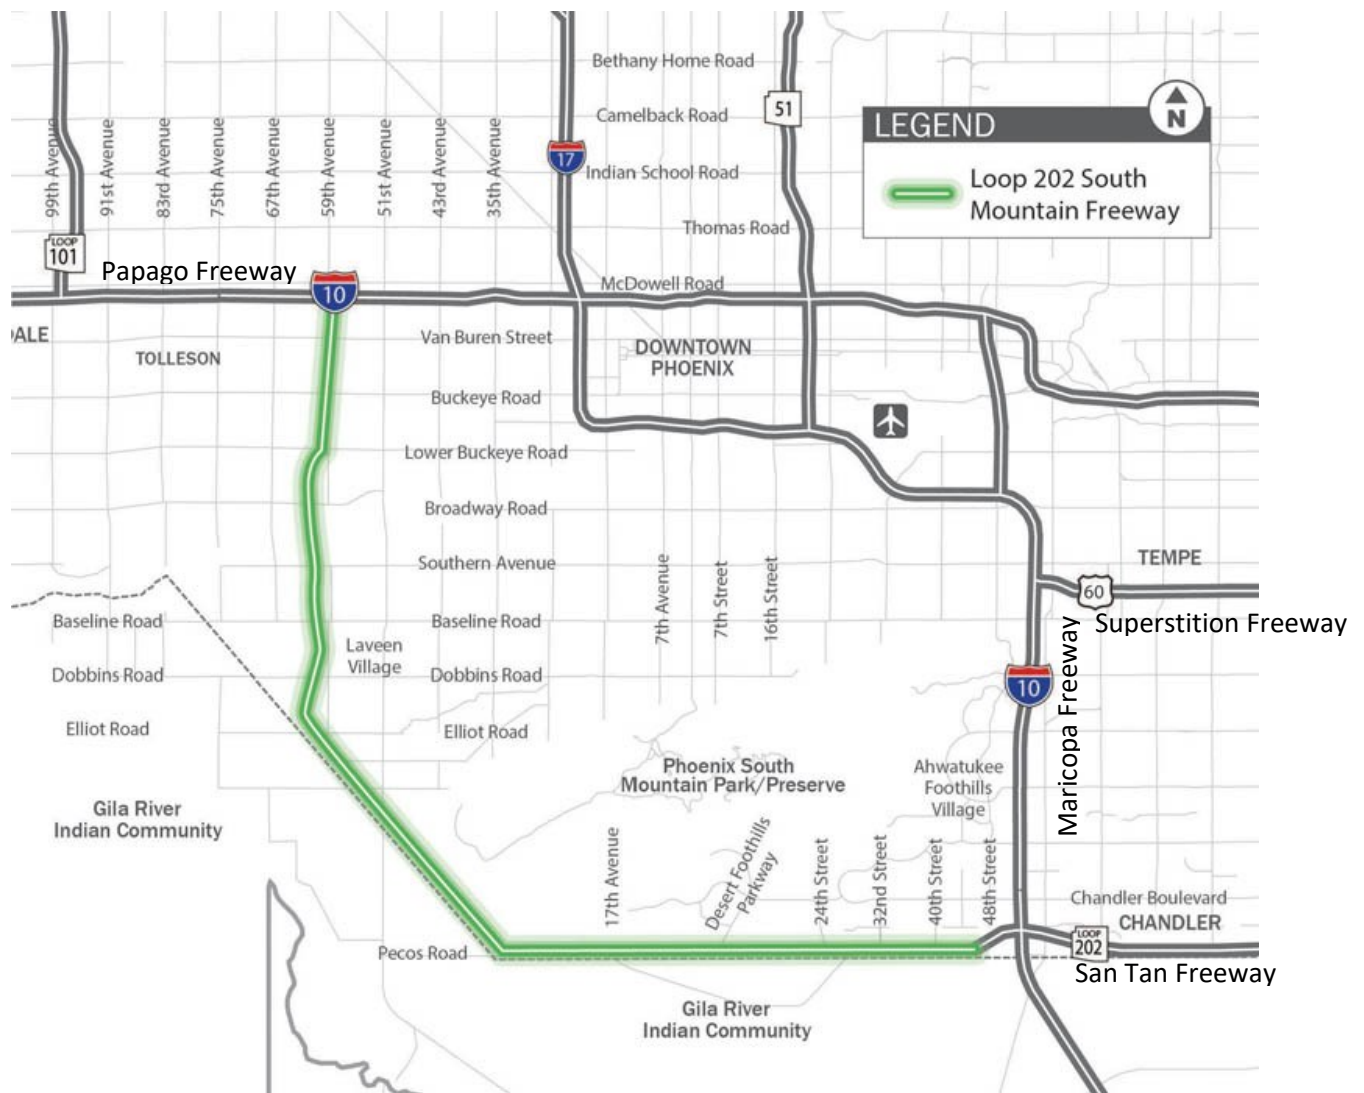 Bethany Home Road
Camelback Road
51
N
LEGEND
Loop 202 South
Mountain Freeway
99th Avenue
91st Avenue
83rd Avenue
75th Avenue
67th Avenue
59th Avenue
51st Avenue
43rd Avenue
35th Avenue
17
Indian School Road
Thomas Road
LOOP
101
Papago Freeway
10
McDowell Road
DALE
TOLLESON
Van Buren Street
DOWNTOWN
PHOENIX
Buckeye Road
Lower Buckeye Road
Broadway Road
Southern Avenue
7th Avenue
7th Street
16th Street
TEMPE
60
Superstition Freeway
Baseline Road
Baseline Road
Laveen
Village
Dobbins Road
Dobbins Road
10
Maricopa Freeway
Elliot Road
Elliot Road
Phoenix South
Mountain Park/Preserve
Ahwatukee
Foothills
Village
Gila River
Indian Community
17th Avenue
Desert Foothills
Parkway
24th Street
32nd Street
40th Street
48th Street
Chandler Boulevard
CHANDLER
LOOP
202
Pecos Road
San Tan Freeway
Gila River
Indian Community